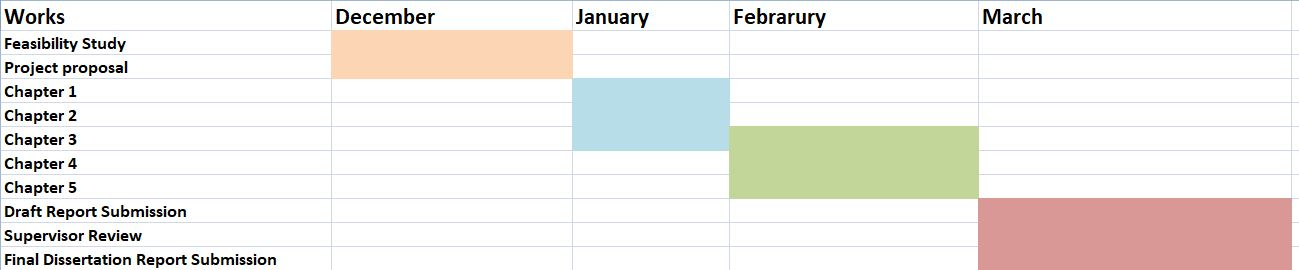 Works December January Febrarury March
Feasibility Study
Project proposal
Chapter 1
Chapter 2
Chapter 3
Chapter 4
Chapter 5
Draft Report Submission
Supervisor Review
Final Dissertation Report Submission